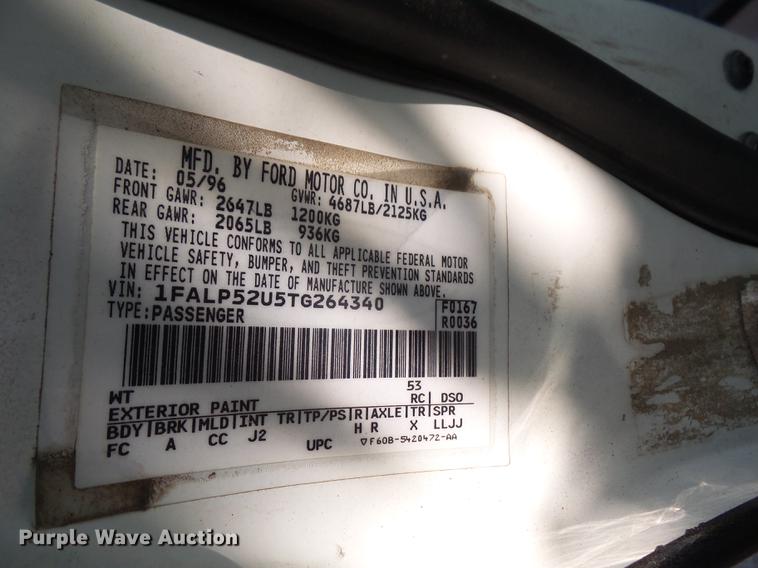 MFD. BY FORD MOTOR CO. IN U.S.A.
DATE: 05/96 GVWR: 4687LB/2125KG
FRONT GAWR: 2647LB 1200KG
REAR GAWR: 2065LB 936KG
THIS VEHICLE CONFORMS TO ALL APPLICABLE FEDERAL MOTOR
VEHICLE SAFETY, BUMPER, AND THEFT PREVENTION STANDARDS
IN EFFECT ON THE DATE OF MANUFACTURE SHOWN ABOVE.
VIN: 1FALP52U5TG264340 F0167
TYPE: PASSENGER R0036
WT 53
EXTERIOR PAINT RC DSO
BDY BRK MLD INT TR TP/PS R AXLE TR SPR
FC A CC J2 UPC H R X LLJJ
▽F60B-5420472-AA
Purple Wave Auction